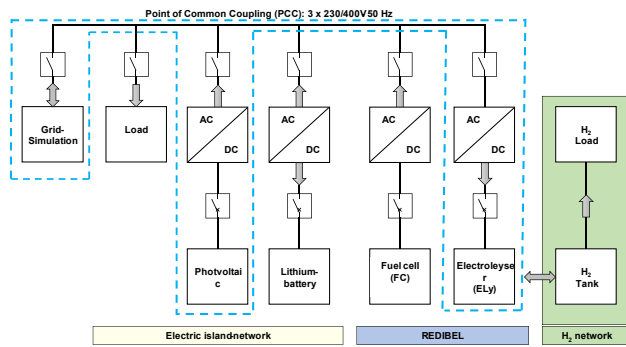 Point of Common Coupling (PCC): 3 x 230/400V 50 Hz
Grid-
Simulation
Load
AC
DC
AC
DC
AC
DC
AC
DC
H2
Load
Photvoltai
c
Lithium-
battery
Fuel cell
(FC)
Electroleyse
r
(ELy)
H2
Tank
Electric island-network
REDIBEL
H2 network